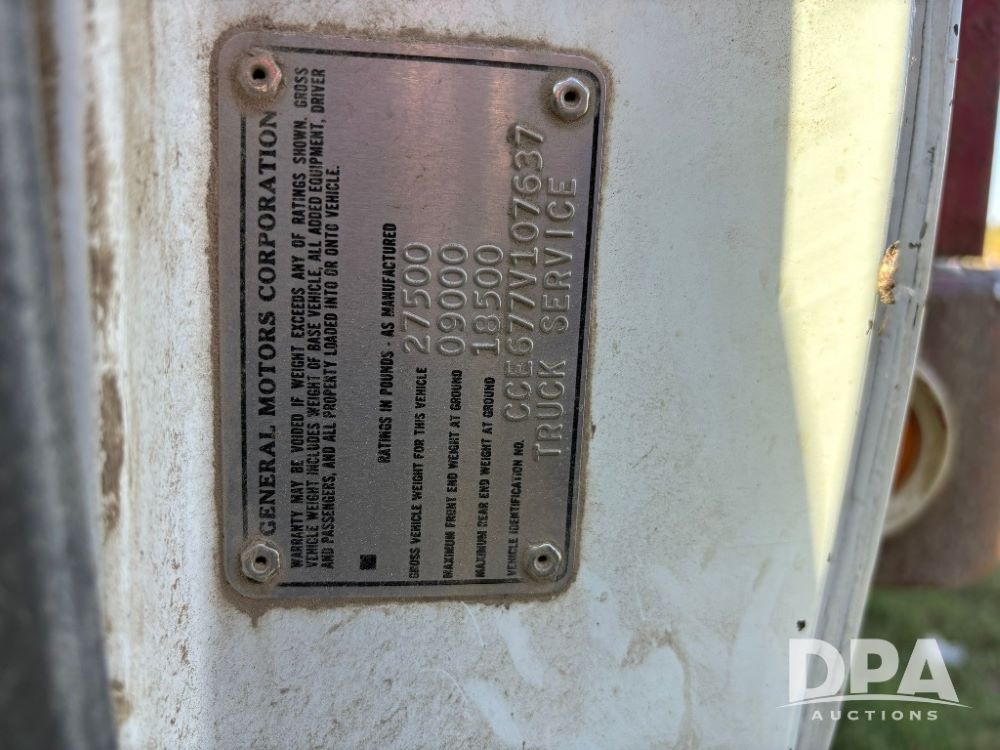 GENERAL MOTORS CORPORATION
WARRANTY MAY BE VOIDED IF WEIGHT EXCEEDS ANY OF RATINGS SHOWN. GROSS
VEHICLE WEIGHT INCLUDES WEIGHT OF BASE VEHICLE, ALL ADDED EQUIPMENT, DRIVER
AND PASSENGERS, AND ALL PROPERTY LOADED INTO OR ONTO VEHICLE.
RATINGS IN POUNDS - AS MANUFACTURED
GROSS VEHICLE WEIGHT FOR THIS VEHICLE 27500
MAXIMUM FRONT END WEIGHT AT GROUND 09000
MAXIMUM REAR END WEIGHT AT GROUND 18500
VEHICLE IDENTIFICATION NO. CCE677V107637
TRUCK SERVICE
DPA
AUCTIONS